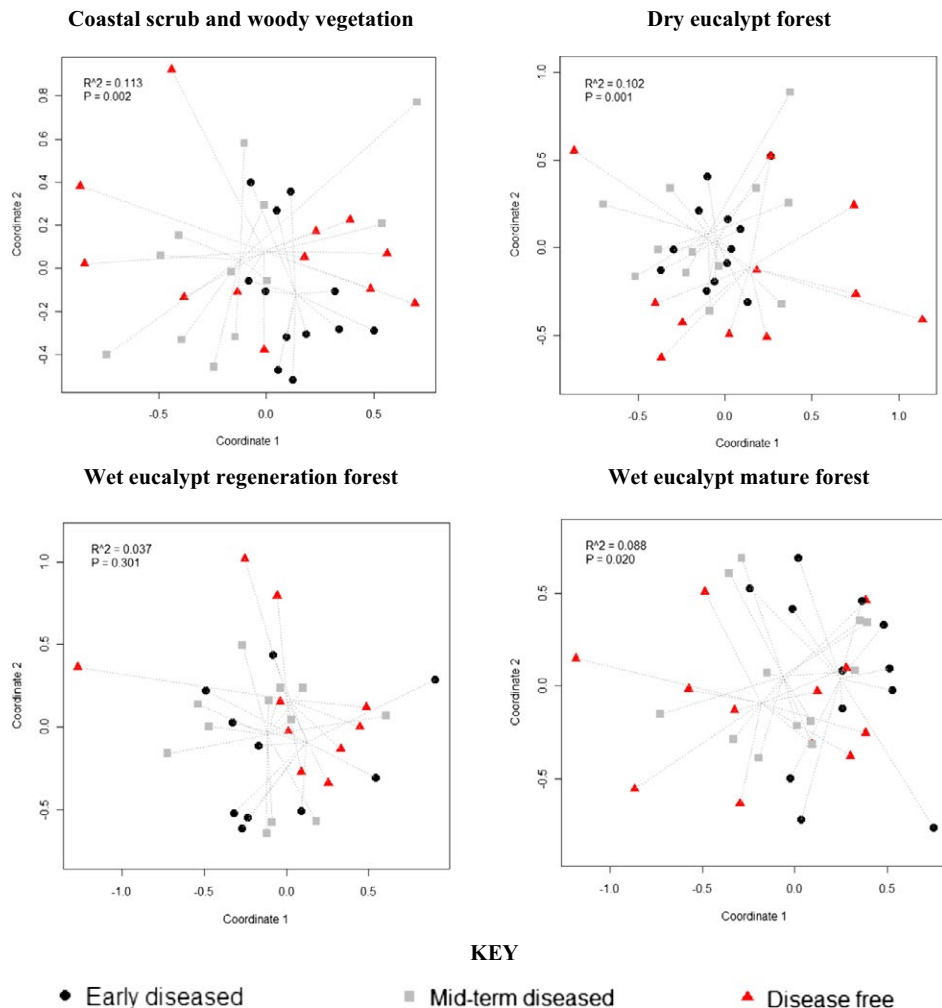 Coastal scrub and woody vegetation
Dry eucalypt forest
R^2 = 0.113
P = 0.002
0.8
0.6
0.4
0.2
0.0
-0.2
-0.4
Coordinate 2
-0.5
0.0
0.5
Coordinate 1
R^2 = 0.102
P = 0.001
1.0
0.5
0.0
-0.5
Coordinate 2
-0.5
0.0
0.5
1.0
Coordinate 1
Wet eucalypt regeneration forest
Wet eucalypt mature forest
R^2 = 0.037
P = 0.301
1.0
0.5
0.0
-0.5
Coordinate 2
-1.0
-0.5
0.0
0.5
Coordinate 1
R^2 = 0.088
P = 0.020
0.5
0.0
-0.5
Coordinate 2
-1.0
-0.5
0.0
0.5
Coordinate 1
KEY
Early diseased
Mid-term diseased
Disease free